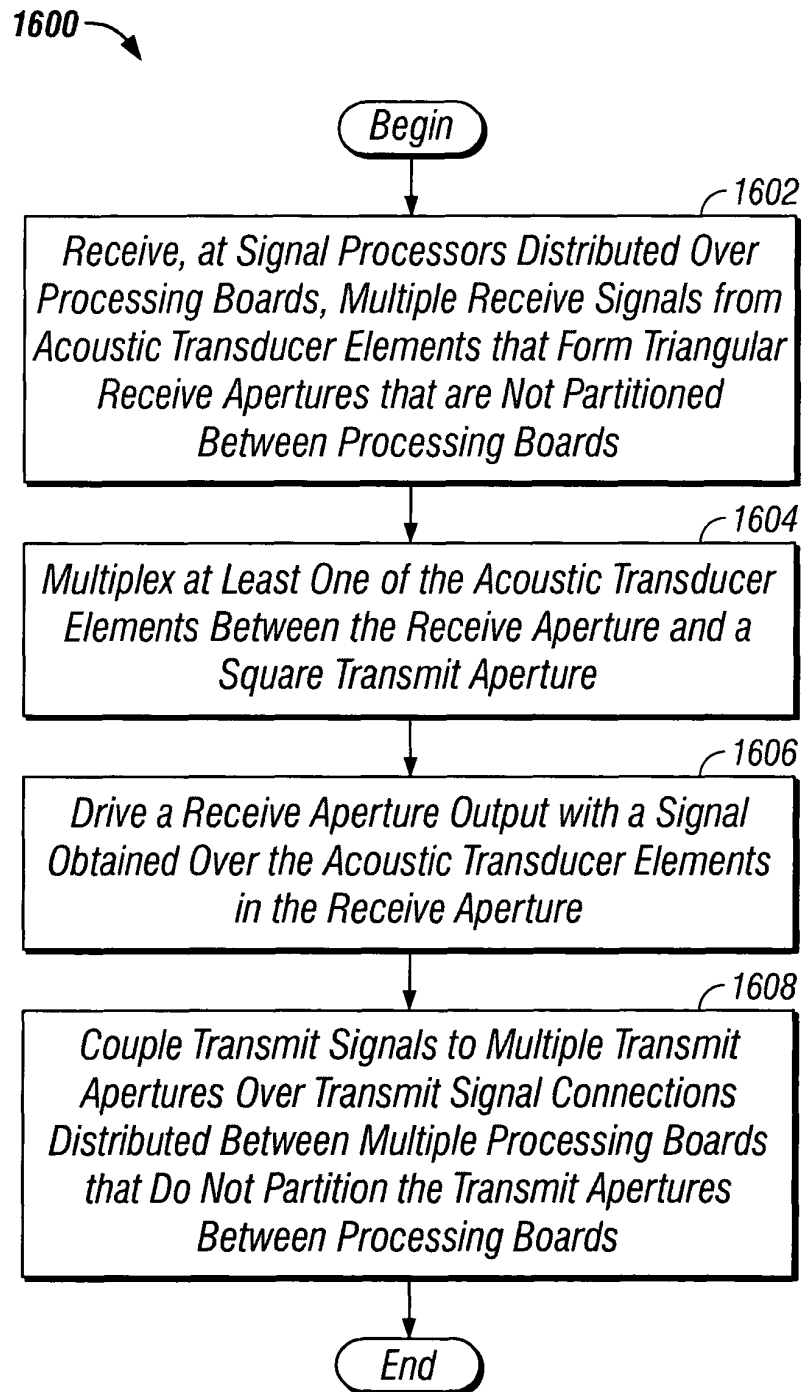 1600
Begin
1602
Receive, at Signal Processors Distributed Over
Processing Boards, Multiple Receive Signals from
Acoustic Transducer Elements that Form Triangular
Receive Apertures that are Not Partitioned
Between Processing Boards
1604
Multiplex at Least One of the Acoustic Transducer
Elements Between the Receive Aperture and a
Square Transmit Aperture
1606
Drive a Receive Aperture Output with a Signal
Obtained Over the Acoustic Transducer Elements
in the Receive Aperture
1608
Couple Transmit Signals to Multiple Transmit
Apertures Over Transmit Signal Connections
Distributed Between Multiple Processing Boards
that Do Not Partition the Transmit Apertures
Between Processing Boards
End